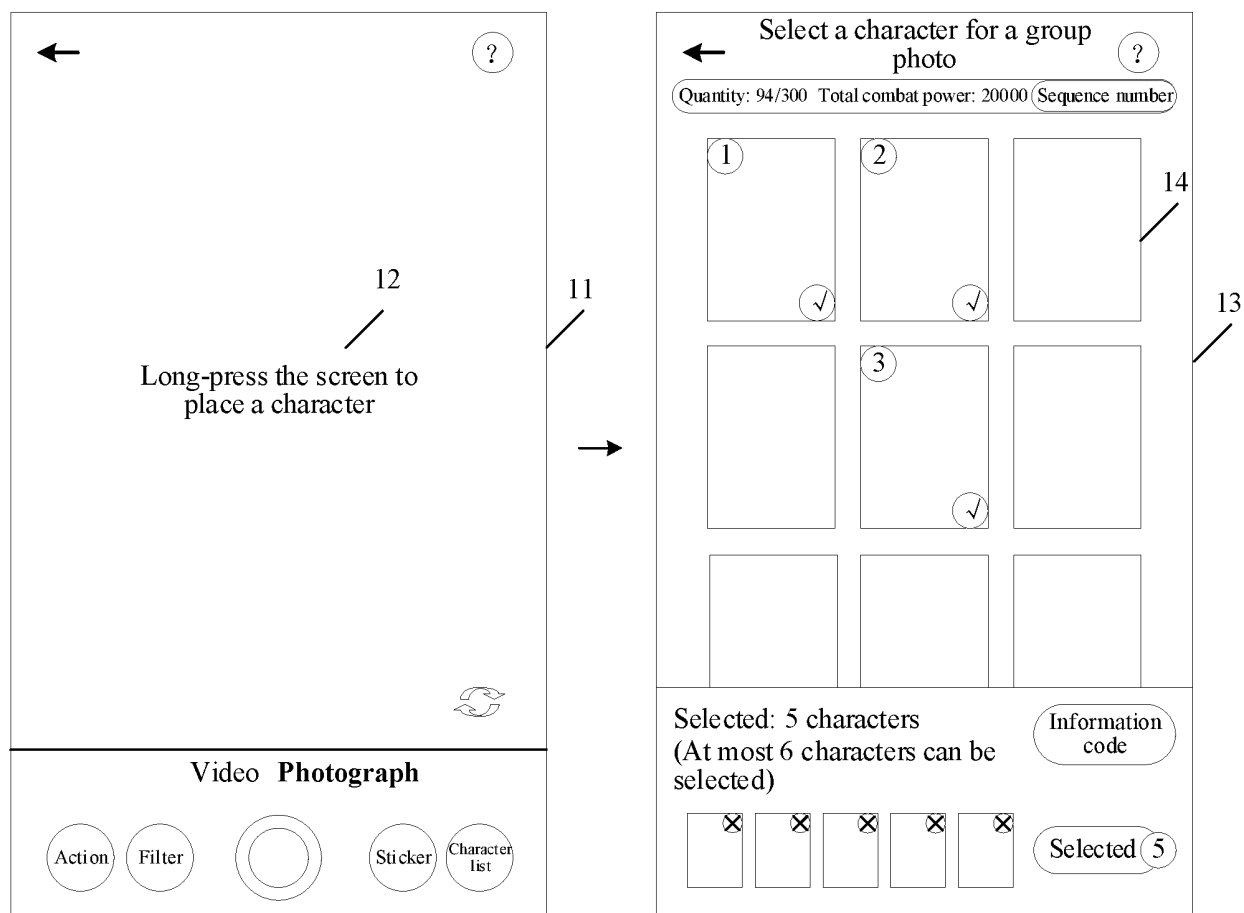 ?
12
11
Long-press the screen to
place a character
Video Photograph
Action
Filter
Sticker
Character
list
Select a character for a group
photo
?
Quantity: 94/300 Total combat power: 20000 Sequence number
1
2
14
√
√
13
3
√
Selected: 5 characters
(At most 6 characters can be
selected)
Information
code
Selected 5